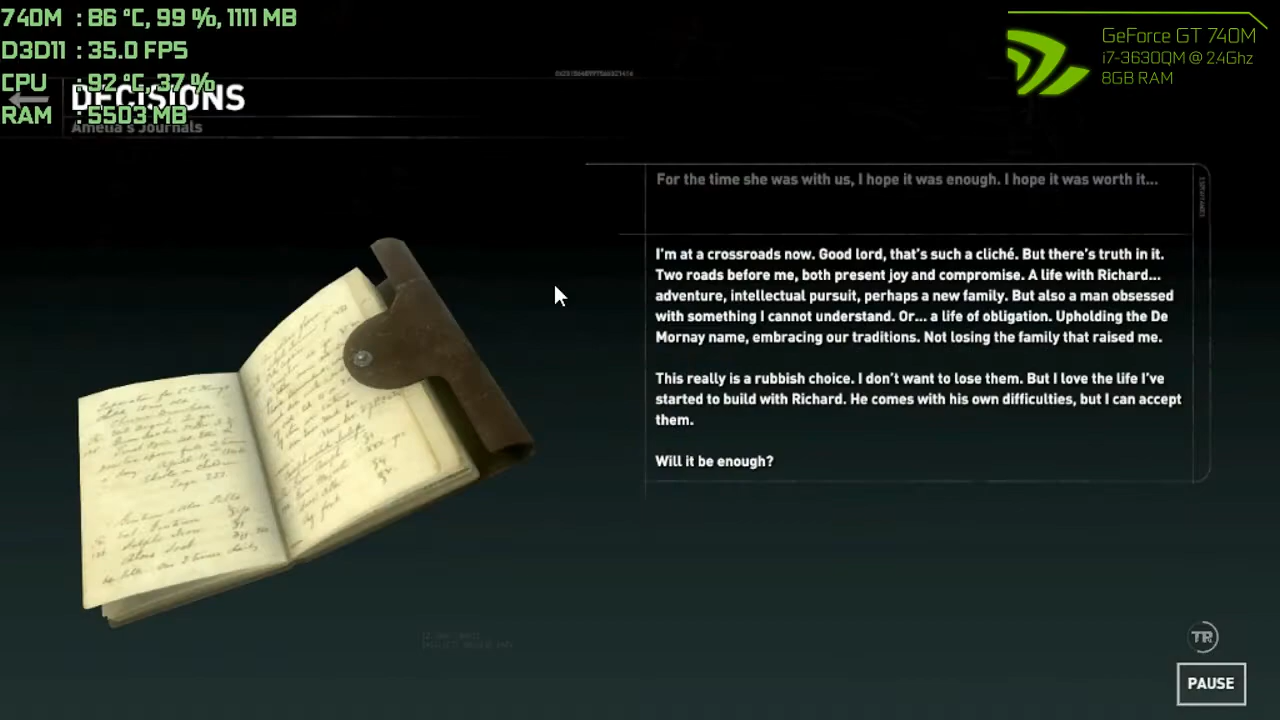 740M : 86 °C, 99 %, 1111 MB
D3D11 : 35.0 FPS
CPU : 92 °C, 37 %
RAM : 5503 MB
GeForce GT 740M
i7-3630QM @ 2.4Ghz
8GB RAM
DECISIONS
Amelia's Journals
For the time she was with us, I hope it was enough. I hope it was worth it...
I'm at a crossroads now. Good lord, that's such a cliché. But there's truth in it.
Two roads before me, both present joy and compromise. A life with Richard...
adventure, intellectual pursuit, perhaps a new family. But also a man obsessed
with something I cannot understand. Or... a life of obligation. Upholding the De
Mornay name, embracing our traditions. Not losing the family that raised me.
This really is a rubbish choice. I don't want to lose them. But I love the life I've
started to build with Richard. He comes with his own difficulties, but I can accept
them.
Will it be enough?
TR
PAUSE